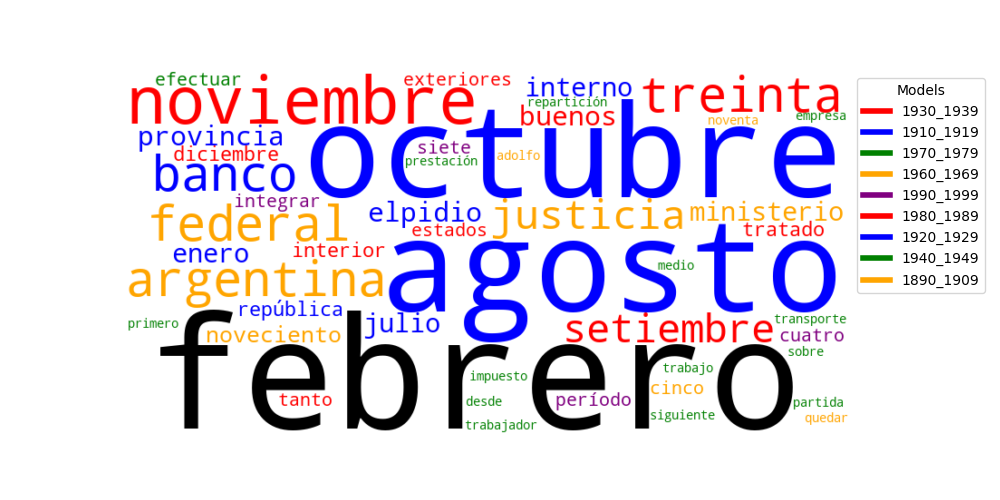 efectuar
exteriores
interno
noviembre
treinta
repartición
buenos
noventa
empresa
provincia
octubre
diciembre
siete
adolfo
banco
prestación
integrar
federal
elpidio
justicia
ministerio
estados
tratado
enero
interior
agosto
argentina
medio
república
primero
noveciento
julio
setiembre
transporte
cuatro
febrero
sobre
impuesto
trabajo
cinco
tanto
desde
período
partida
trabajador
siguiente
quedar
Models
1930_1939
1910_1919
1970_1979
1960_1969
1990_1999
1980_1989
1920_1929
1940_1949
1890_1909